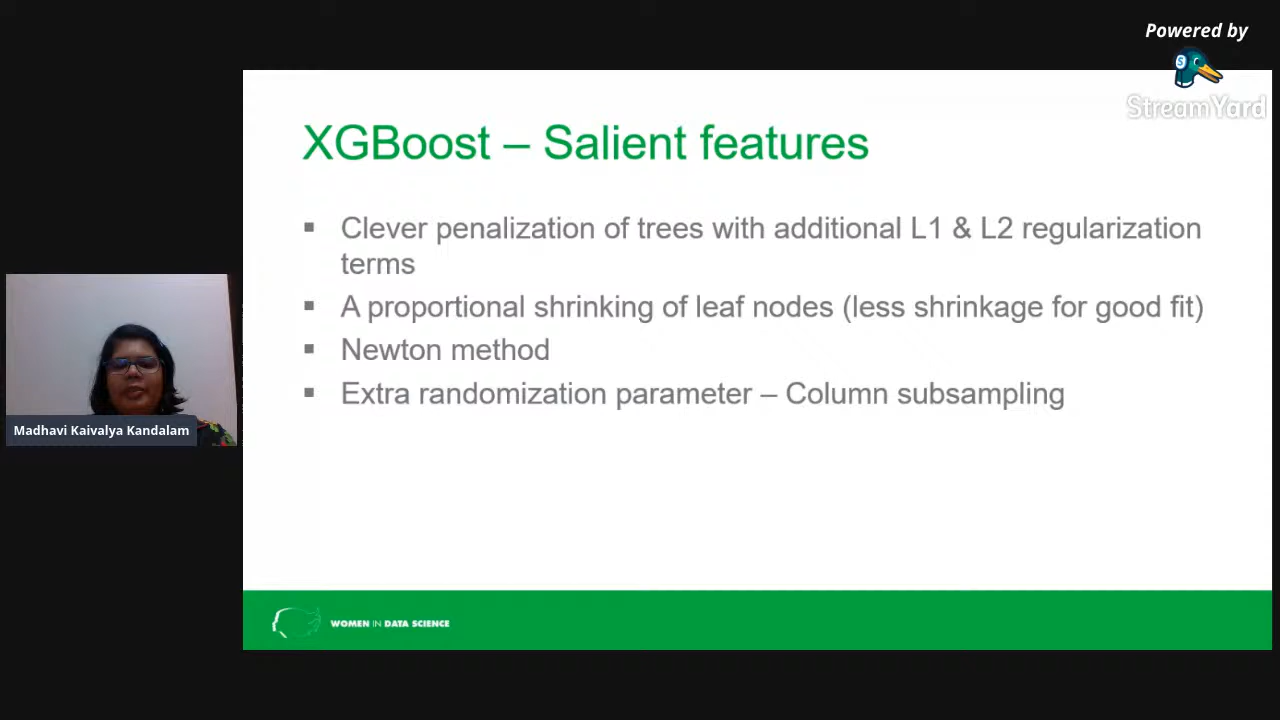 Powered by
StreamYard
XGBoost – Salient features
▪ Clever penalization of trees with additional L1 & L2 regularization
terms
▪ A proportional shrinking of leaf nodes (less shrinkage for good fit)
▪ Newton method
▪ Extra randomization parameter – Column subsampling
Madhavi Kaivalya Kandalam
WOMEN IN DATA SCIENCE